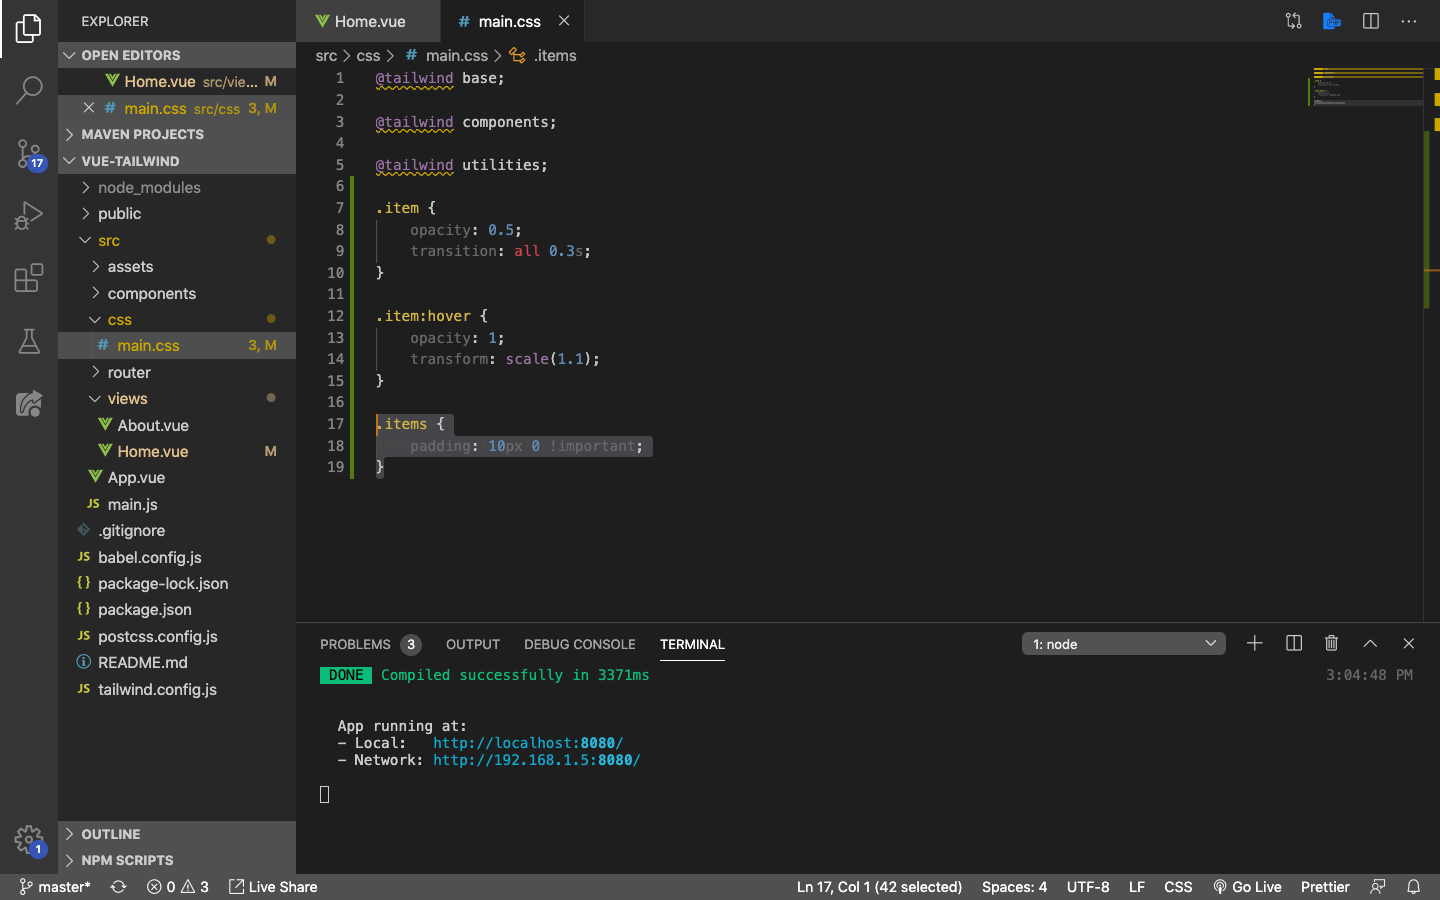 EXPLORER
OPEN EDITORS
Home.vue src/vie... M
main.css src/css 3, M
MAVEN PROJECTS
VUE-TAILWIND
node_modules
public
src
assets
components
css
# main.css 3, M
router
views
About.vue
Home.vue M
App.vue
JS main.js
.gitignore
JS babel.config.js
{} package-lock.json
{} package.json
JS postcss.config.js
README.md
JS tailwind.config.js
OUTLINE
NPM SCRIPTS
17
1
Home.vue
# main.css
src > css > # main.css > .items
1 @tailwind base;
2
3 @tailwind components;
4
5 @tailwind utilities;
6
7 .item {
8 opacity: 0.5;
9 transition: all 0.3s;
10 }
11
12 .item:hover {
13 opacity: 1;
14 transform: scale(1.1);
15 }
16
17 .items {
18 padding: 10px 0 !important;
19 }
PROBLEMS 3 OUTPUT DEBUG CONSOLE TERMINAL 1: node
DONE Compiled successfully in 3371ms 3:04:48 PM
App running at:
- Local: http://localhost:8080/
- Network: http://192.168.1.5:8080/
master* 0 3 Live Share Ln 17, Col 1 (42 selected) Spaces: 4 UTF-8 LF CSS Go Live Prettier